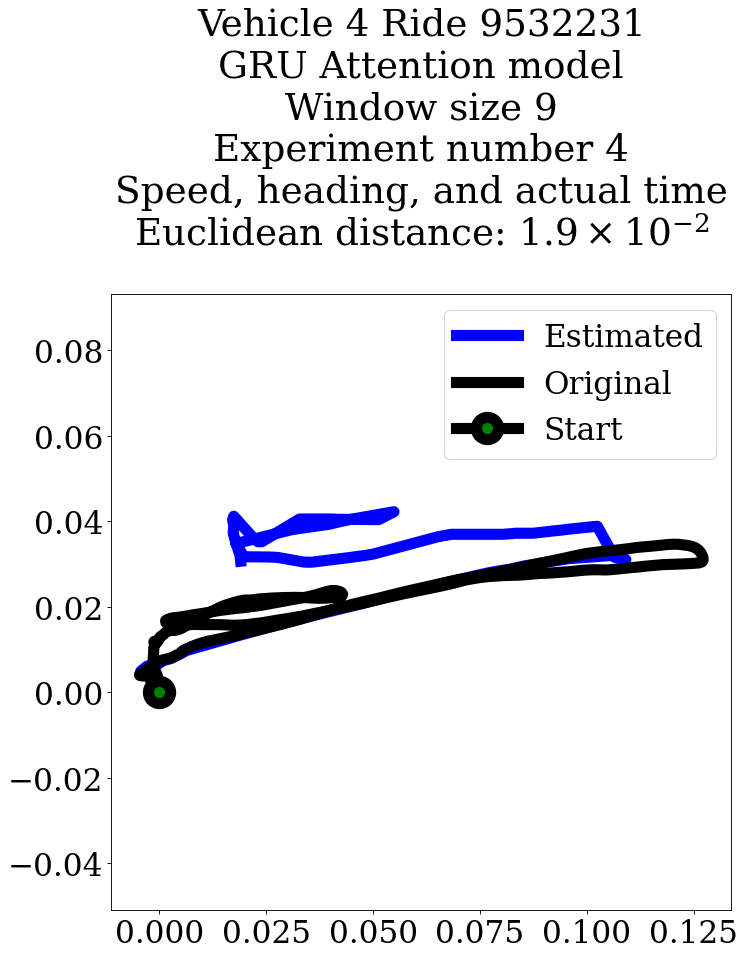 Vehicle 4 Ride 9532231
GRU Attention model
Window size 9
Experiment number 4
Speed, heading, and actual time
Euclidean distance: 1.9 × 10⁻²
Estimated
Original
Start
0.08
0.06
0.04
0.02
0.00
−0.02
−0.04
0.000 0.025 0.050 0.075 0.100 0.125